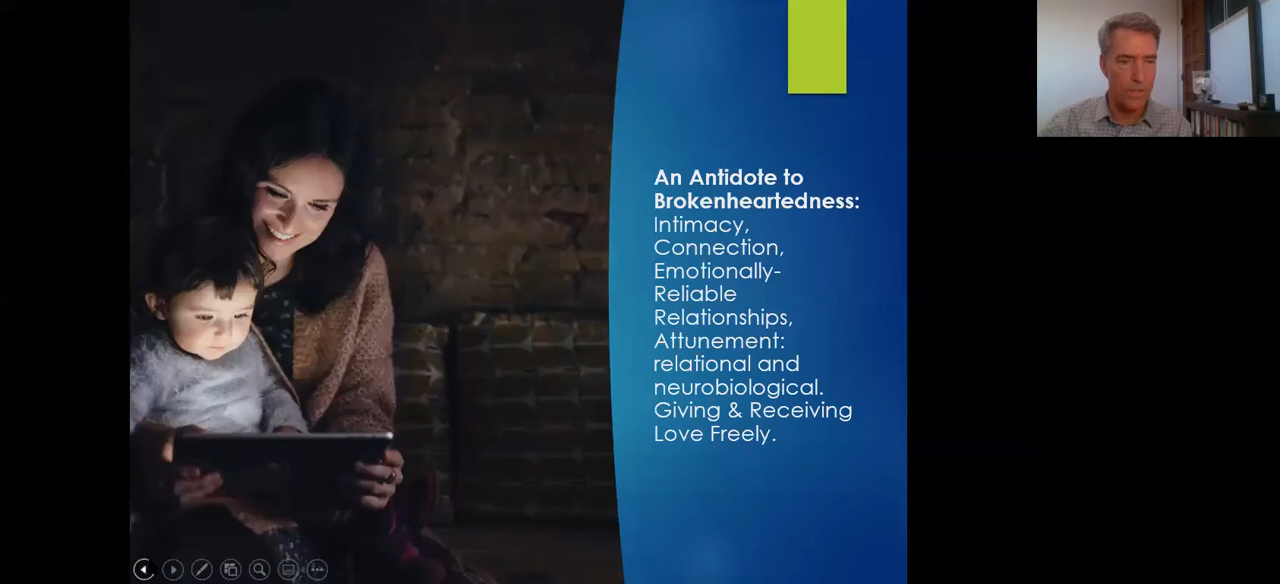 An Antidote to
Brokenheartedness:
Intimacy,
Connection,
Emotionally-
Reliable
Relationships,
Attunement:
relational and
neurobiological.
Giving & Receiving
Love Freely.